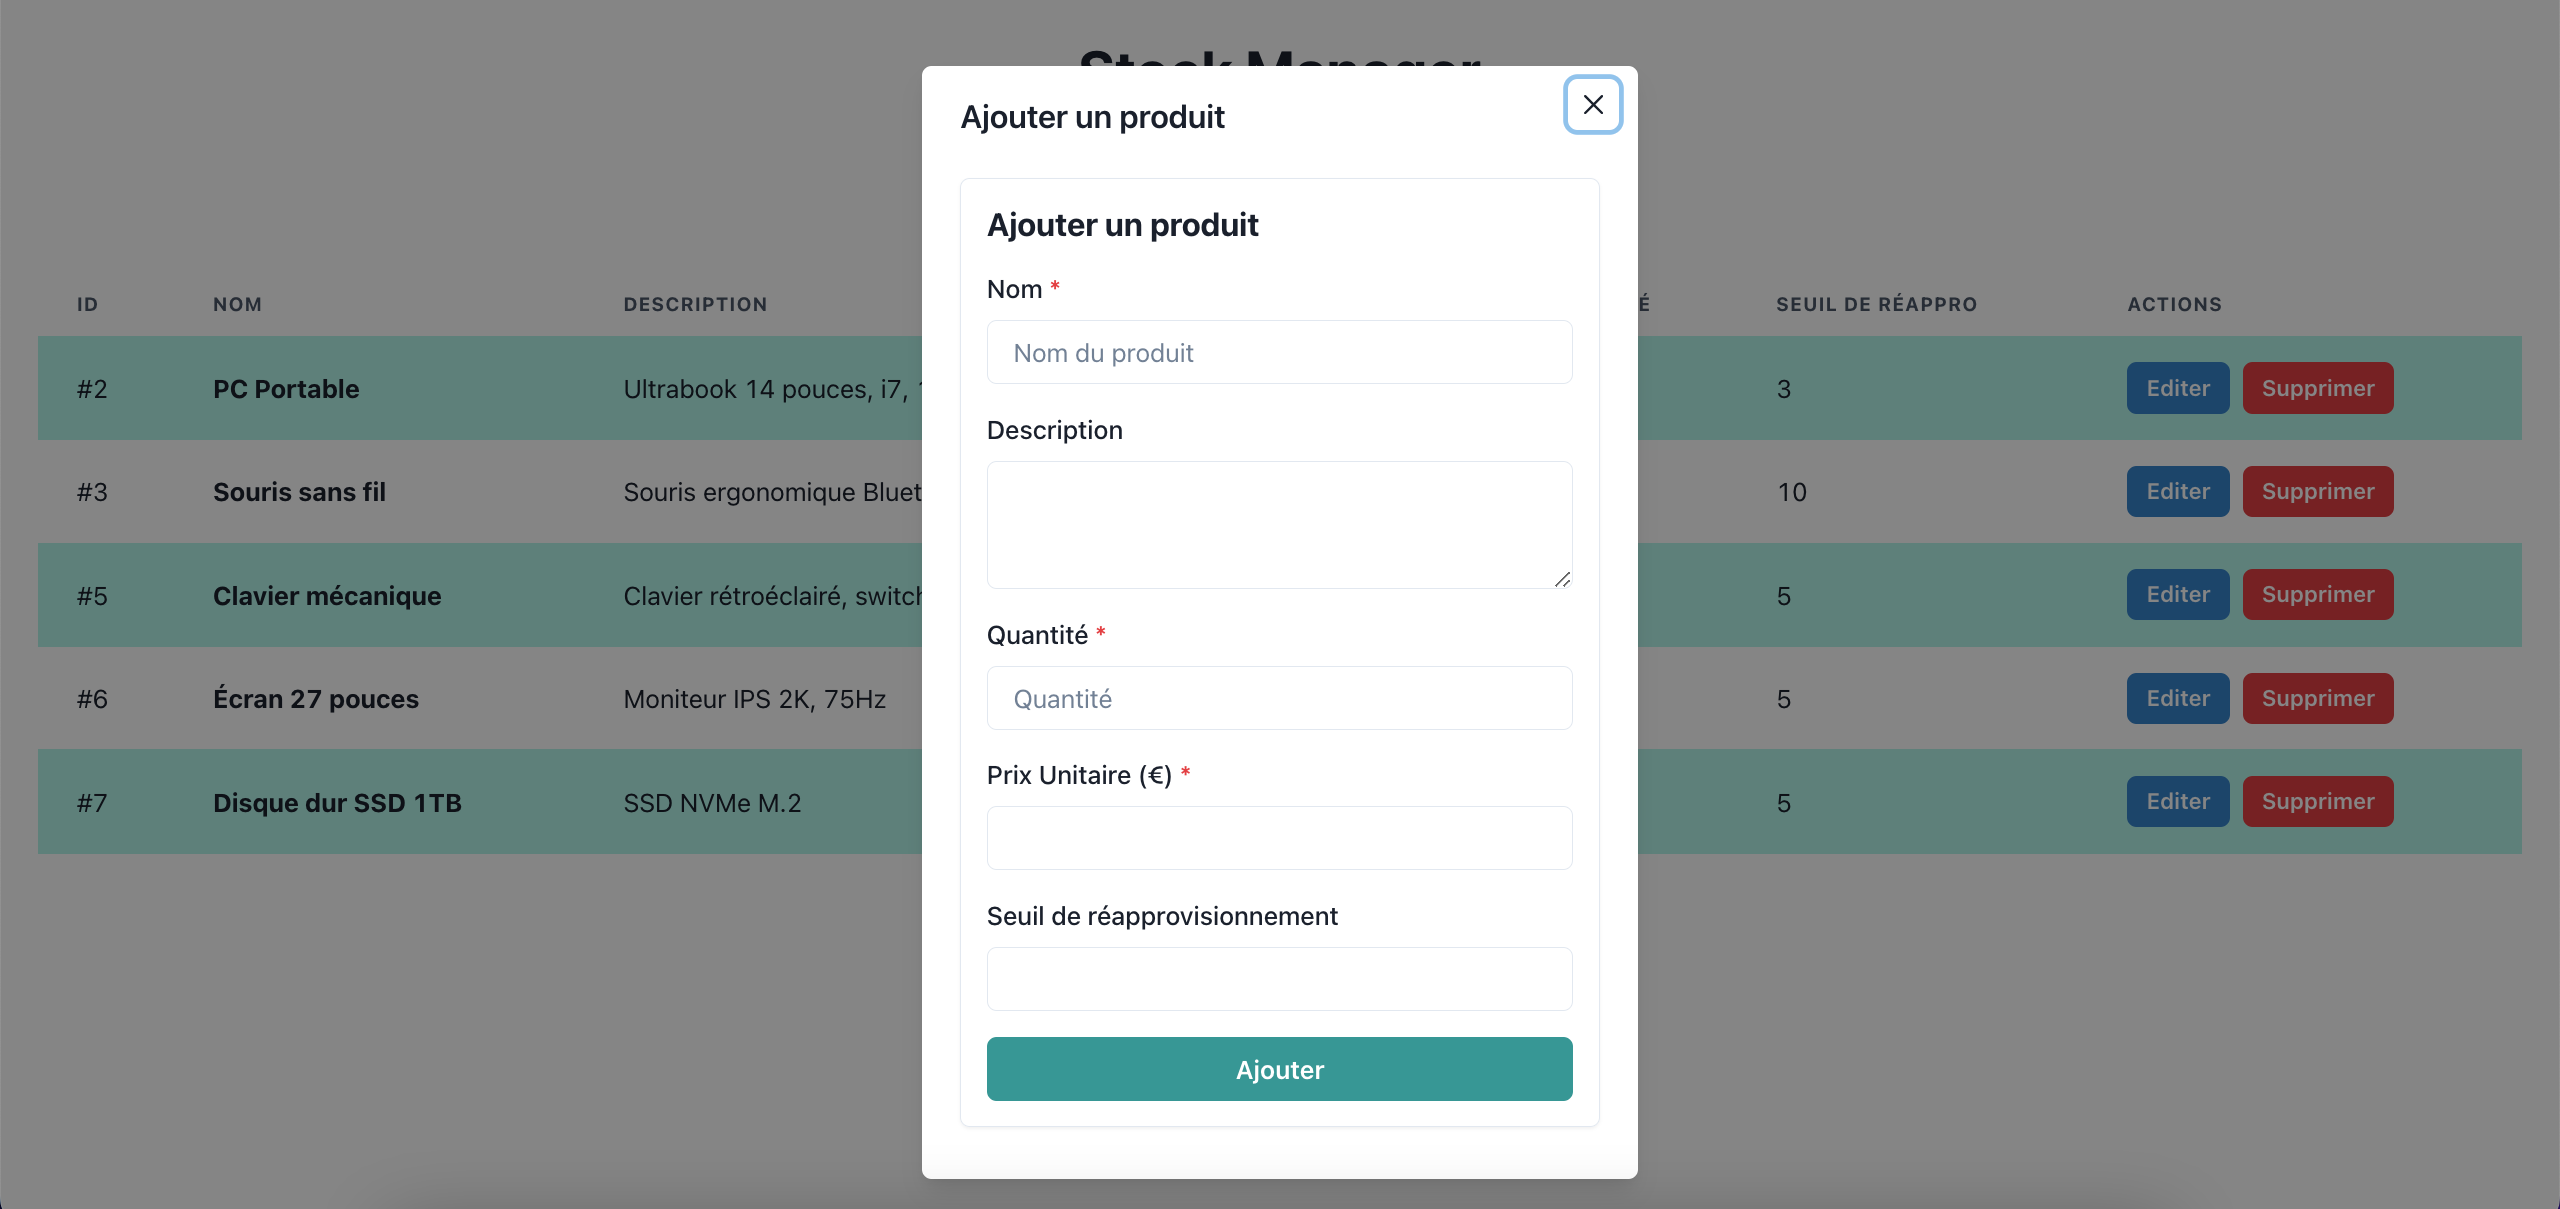 Stock Manager
Ajouter un produit
Ajouter un produit
Nom *
Nom du produit
Description
Quantité *
Quantité
Prix Unitaire (€) *
Seuil de réapprovisionnement
Ajouter
ID NOM DESCRIPTION É SEUIL DE RÉAPPRO ACTIONS
#2 PC Portable Ultrabook 14 pouces, i7, 3 Editer Supprimer
#3 Souris sans fil Souris ergonomique Bluet 10 Editer Supprimer
#5 Clavier mécanique Clavier rétroéclairé, switch 5 Editer Supprimer
#6 Écran 27 pouces Moniteur IPS 2K, 75Hz 5 Editer Supprimer
#7 Disque dur SSD 1TB SSD NVMe M.2 5 Editer Supprimer